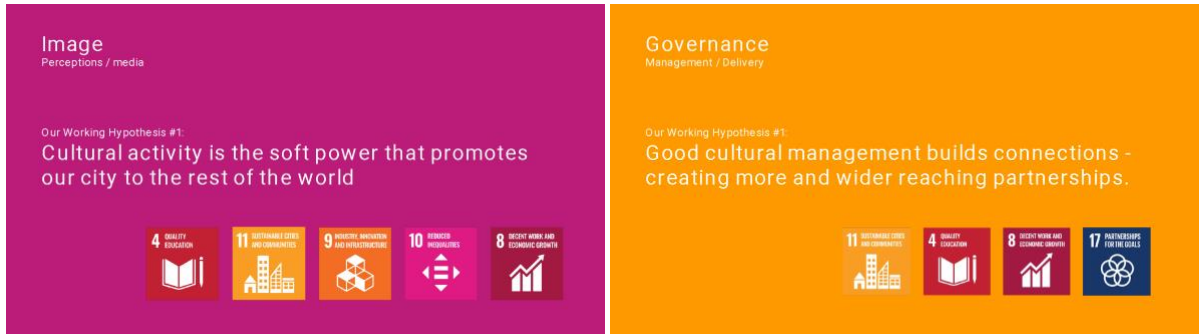 Image
Perceptions / media
Our Working Hypothesis #1:
Cultural activity is the soft power that promotes
our city to the rest of the world
4 QUALITY
EDUCATION
11 SUSTAINABLE CITIES
AND COMMUNITIES
9 INDUSTRY, INNOVATION
AND INFRASTRUCTURE
10 REDUCED
INEQUALITIES
8 DECENT WORK AND
ECONOMIC GROWTH
Governance
Management / Delivery
Our Working Hypothesis #1:
Good cultural management builds connections -
creating more and wider reaching partnerships.
11 SUSTAINABLE CITIES
AND COMMUNITIES
4 QUALITY
EDUCATION
8 DECENT WORK AND
ECONOMIC GROWTH
17 PARTNERSHIPS
FOR THE GOALS